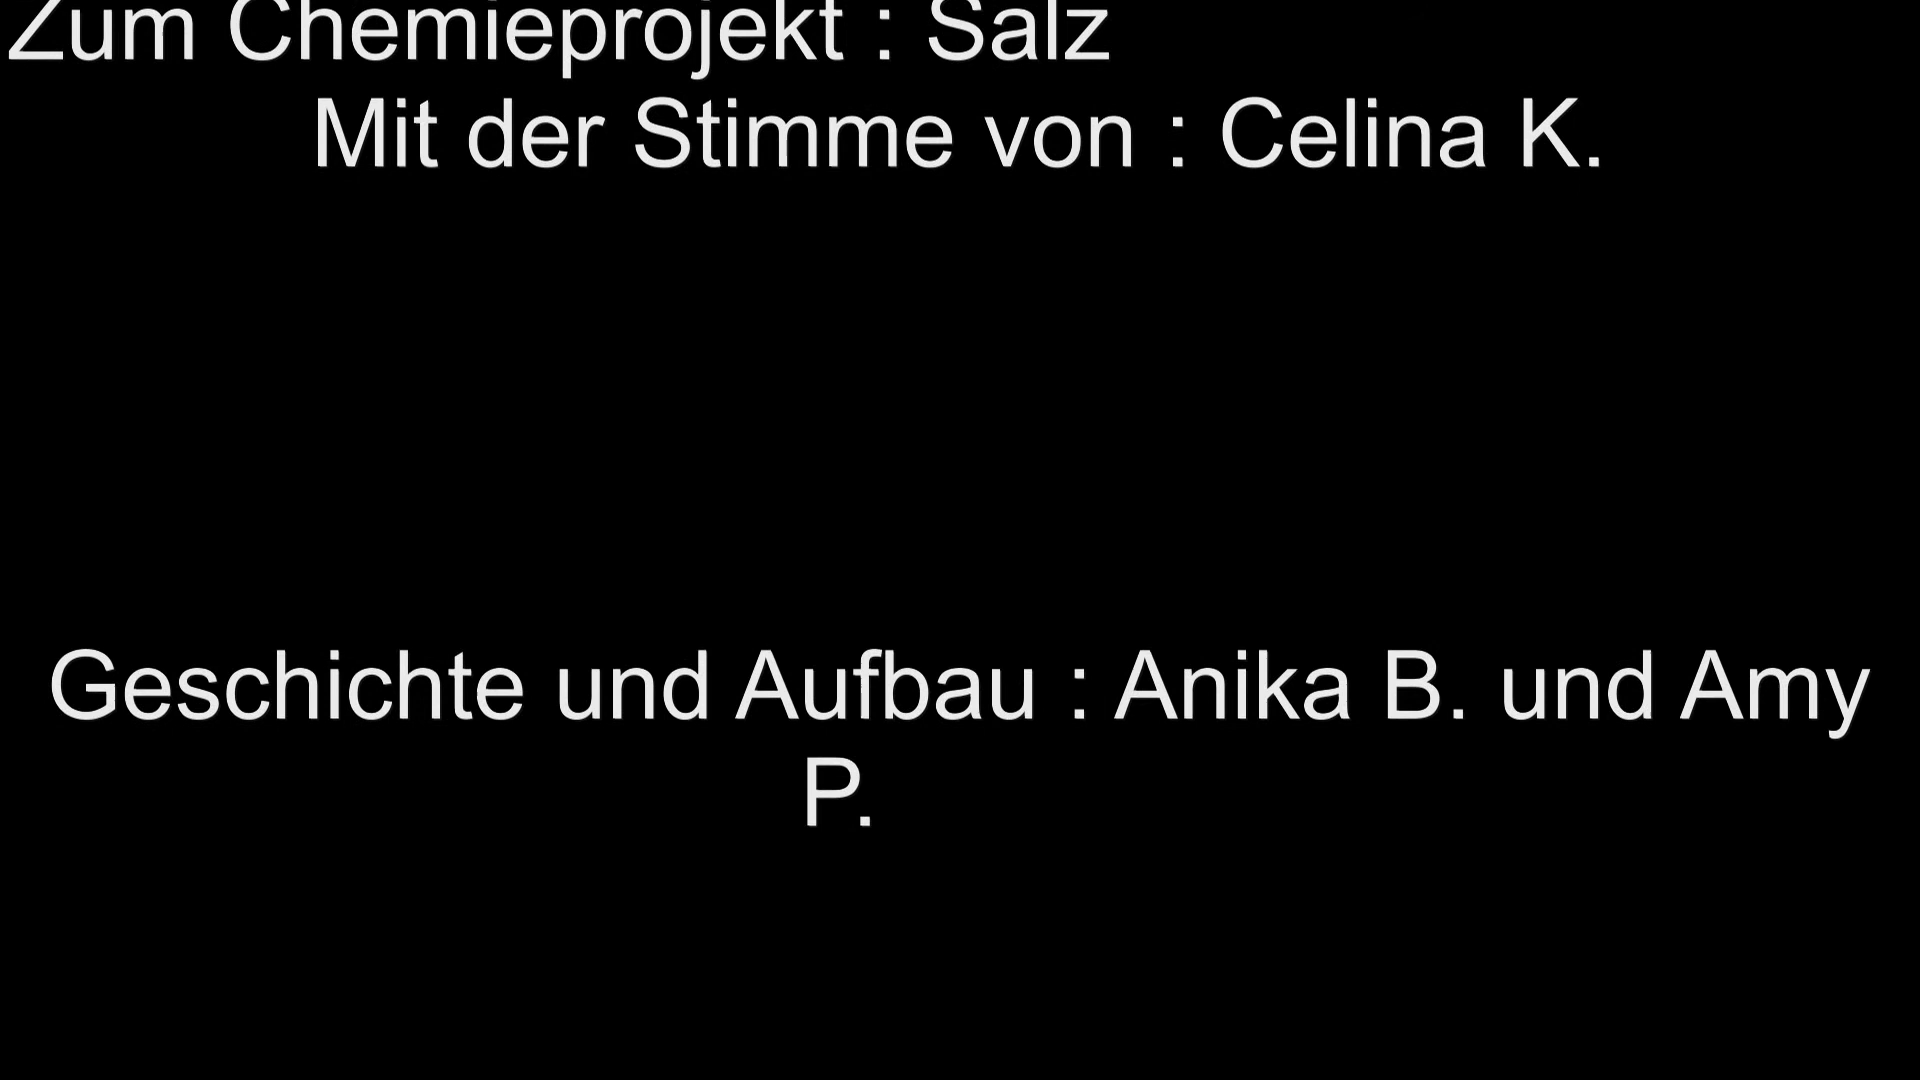 Zum Chemieprojekt : Salz
Mit der Stimme von : Celina K.
Geschichte und Aufbau : Anika B. und Amy
P.